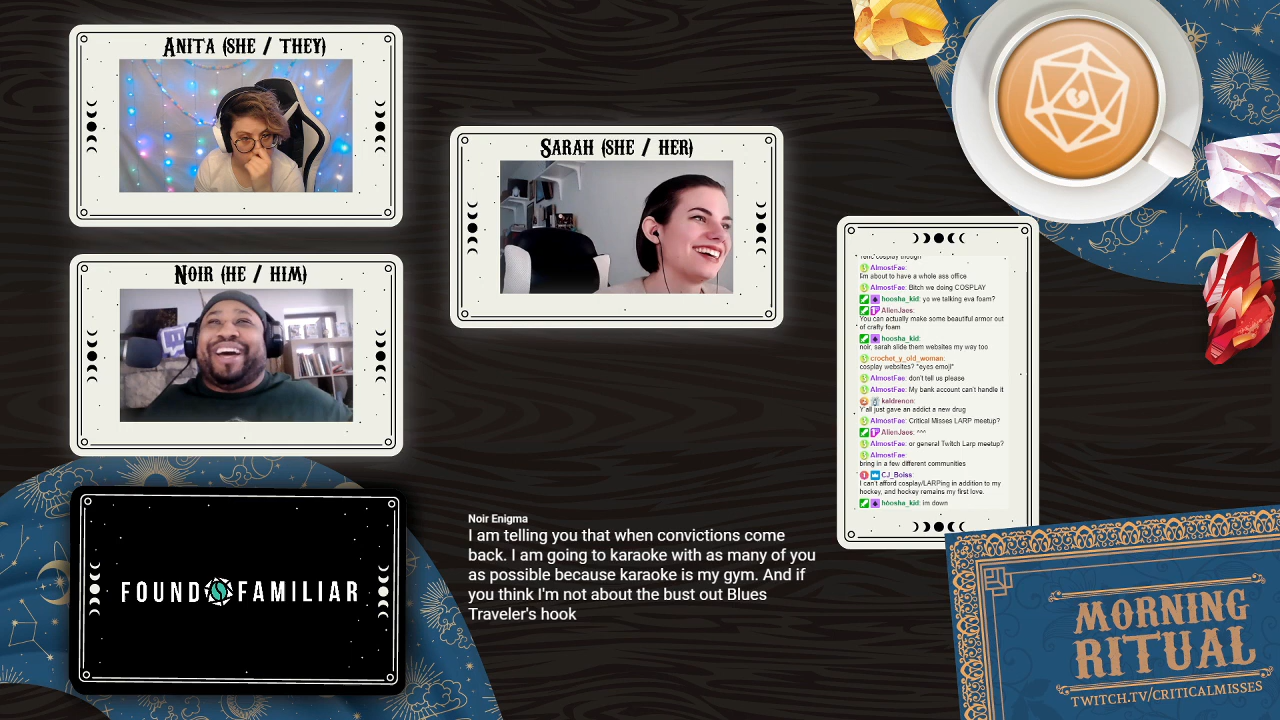 ANITA (SHE / THEY)
NOIR (HE / HIM)
SARAH (SHE / HER)
FOUND FAMILIAR
Noir Enigma
I am telling you that when convictions come
back. I am going to karaoke with as many of you
as possible because karaoke is my gym. And if
you think I'm not about the bust out Blues
Traveler's hook
AlmostFae:
Im about to have a whole ass office
AlmostFae: Bitch we doing COSPLAY
hoosha_kid: yo we talking eva foam?
AllenJaes:
You can actually make some beautiful armor out
of crafty foam
hoosha_kid:
noir, sarah slide them websites my way too
crochet_y_old_woman:
cosplay websites? *eyes emoji*
AlmostFae: don't tell us please
AlmostFae: My bank account can't handle it
kaldrenon:
Y'all just gave an addict a new drug
AlmostFae: Critical Misses LARP meetup?
AllenJaes: ^^^
AlmostFae: or general Twitch Larp meetup?
AlmostFae:
bring in a few different communities
CJ_Boiss:
I can't afford cosplay/LARPing in addition to my
hockey, and hockey remains my first love.
hoosha_kid: im down
MORNING
RITUAL
TWITCH.TV/CRITICALMISSES